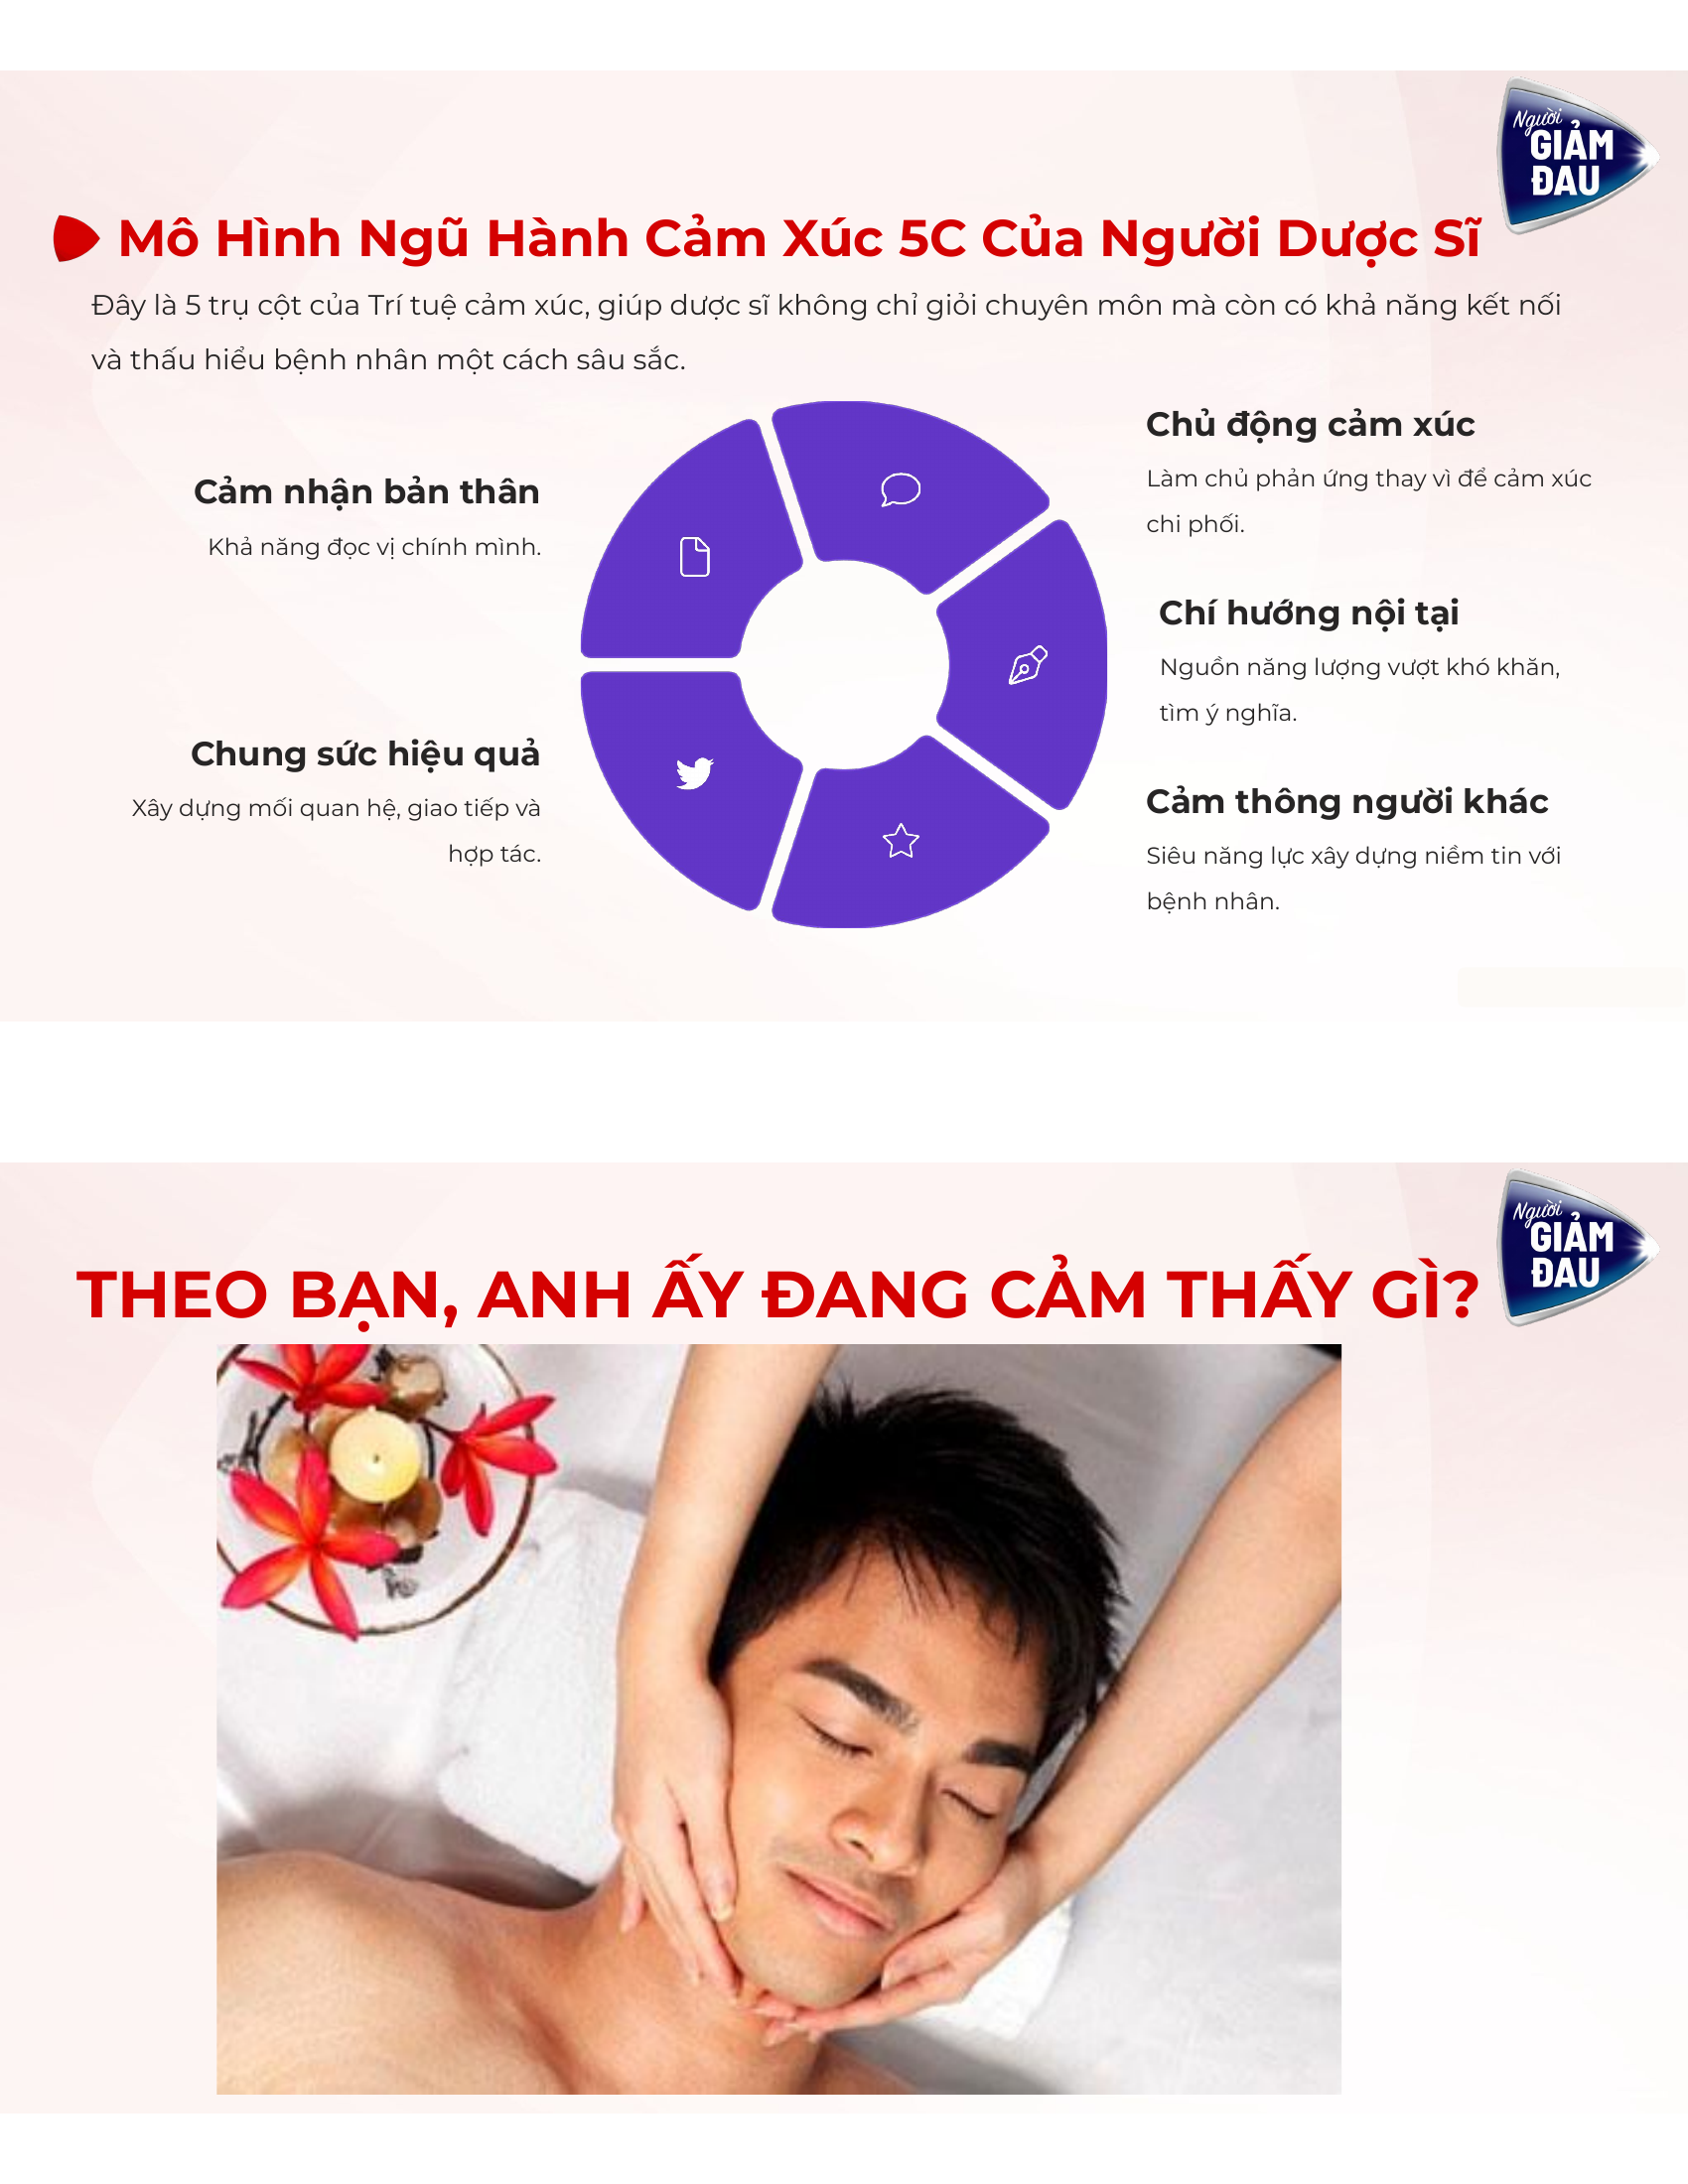 Người
GIẢM
ĐAU
Mô Hình Ngũ Hành Cảm Xúc 5C Của Người Dược Sĩ
Đây là 5 trụ cột của Trí tuệ cảm xúc, giúp dược sĩ không chỉ giỏi chuyên môn mà còn có khả năng kết nối
và thấu hiểu bệnh nhân một cách sâu sắc.
Cảm nhận bản thân
Khả năng đọc vị chính mình.
Chủ động cảm xúc
Làm chủ phản ứng thay vì để cảm xúc
chi phối.
Chí hướng nội tại
Nguồn năng lượng vượt khó khăn,
tìm ý nghĩa.
Chung sức hiệu quả
Xây dựng mối quan hệ, giao tiếp và
hợp tác.
Cảm thông người khác
Siêu năng lực xây dựng niềm tin với
bệnh nhân.
Người
GIẢM
ĐAU
THEO BẠN, ANH ẤY ĐANG CẢM THẤY GÌ?